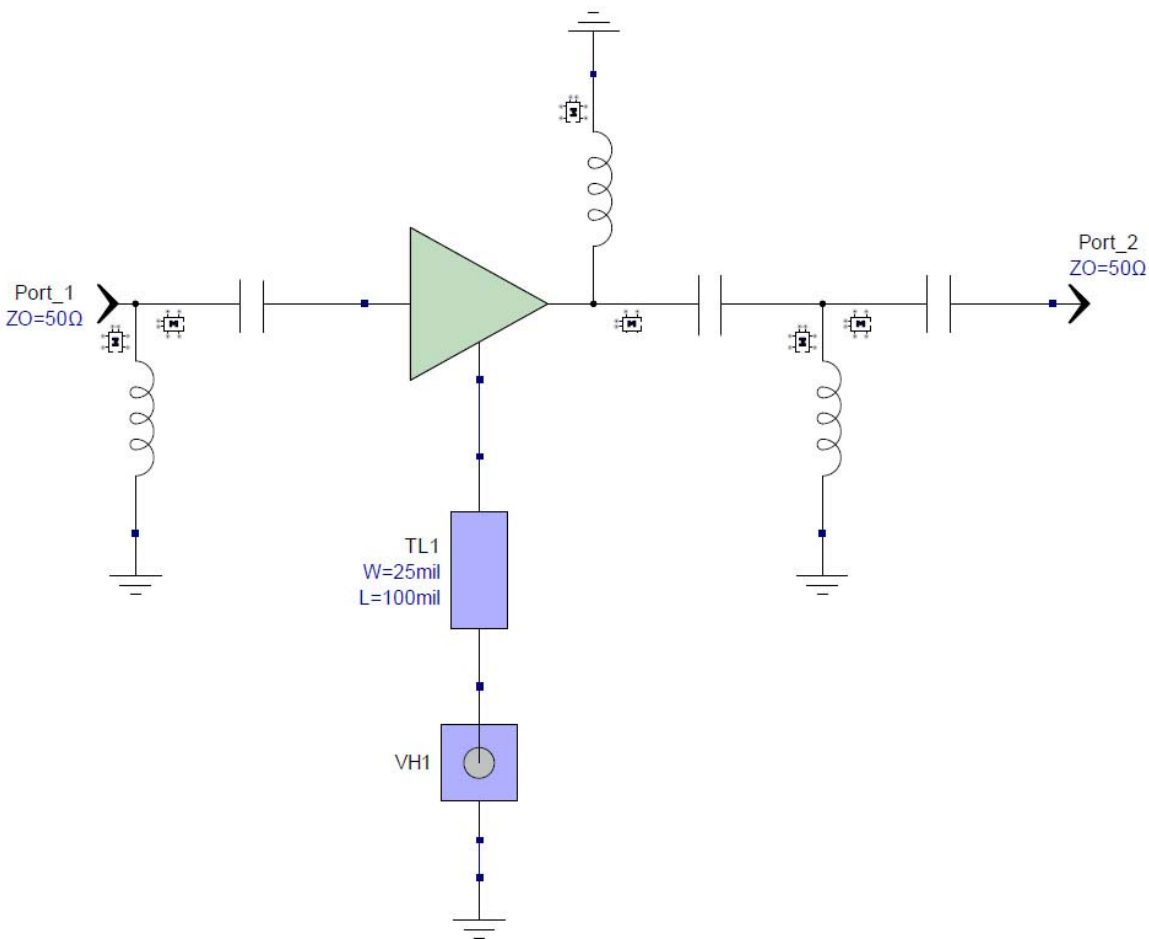 Port_1
ZO=50Ω
Port_2
ZO=50Ω
TL1
W=25mil
L=100mil
VH1